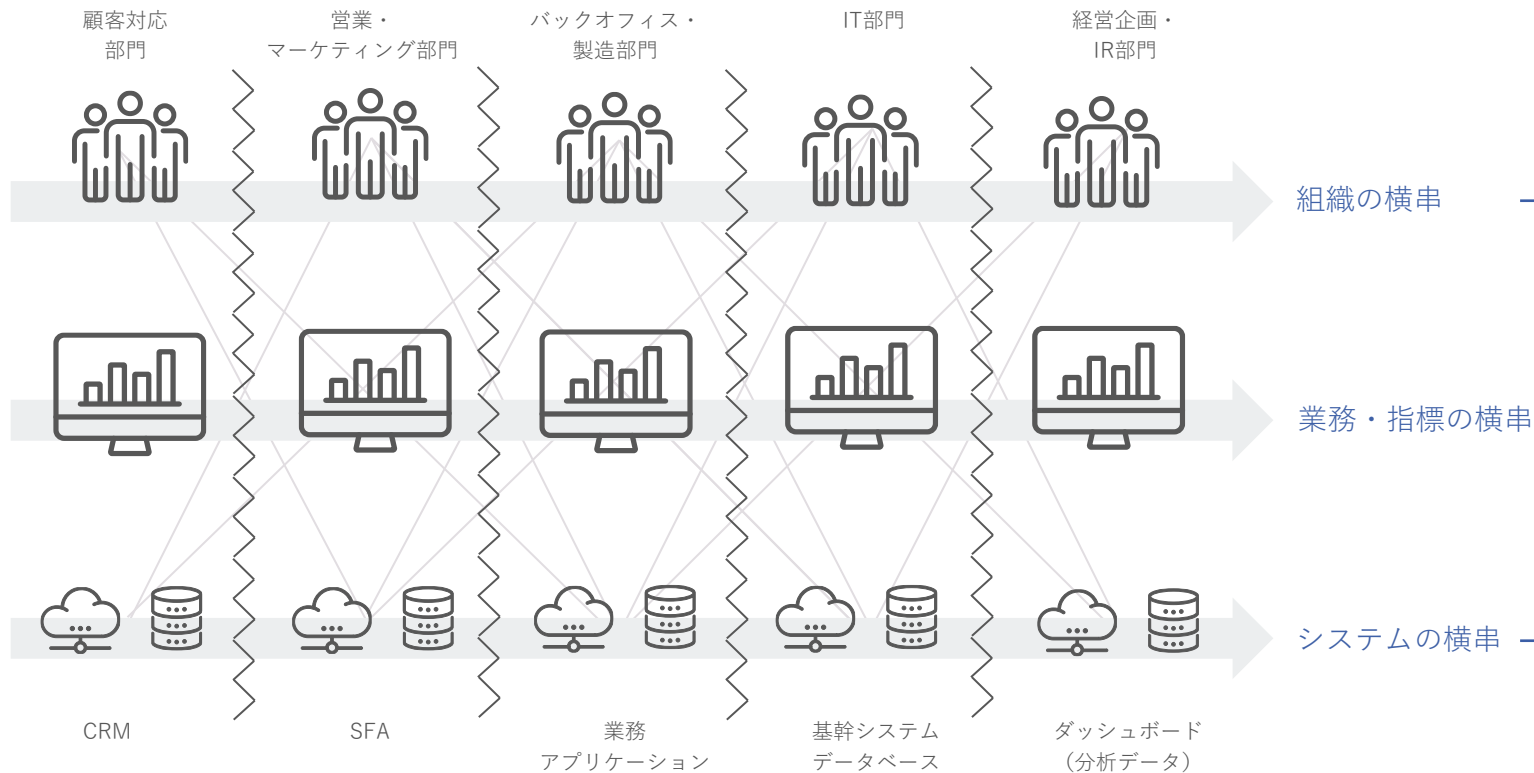 顧客対応
部門
営業・
マーケティング部門
バックオフィス・
製造部門
IT部門
経営企画・
IR部門
組織の横串
業務・指標の横串
システムの横串
CRM
SFA
業務
アプリケーション
基幹システム
データベース
ダッシュボード
（分析データ）